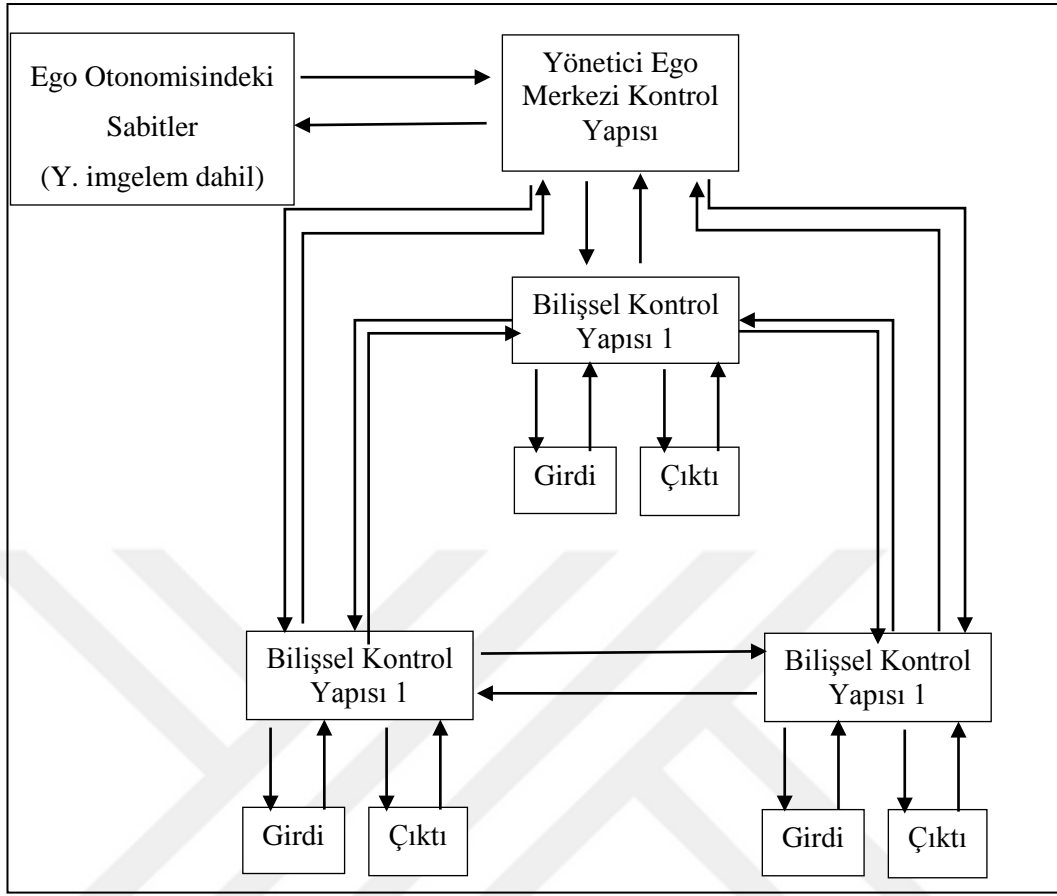 Ego Otonomisindeki
Sabitler
(Y. imgelem dahil)
Yönetici Ego
Merkezi Kontrol
Yapısı
Bilişsel Kontrol
Yapısı 1
Girdi
Çıktı
Bilişsel Kontrol
Yapısı 1
Bilişsel Kontrol
Yapısı 1
Girdi
Çıktı
Girdi
Çıktı